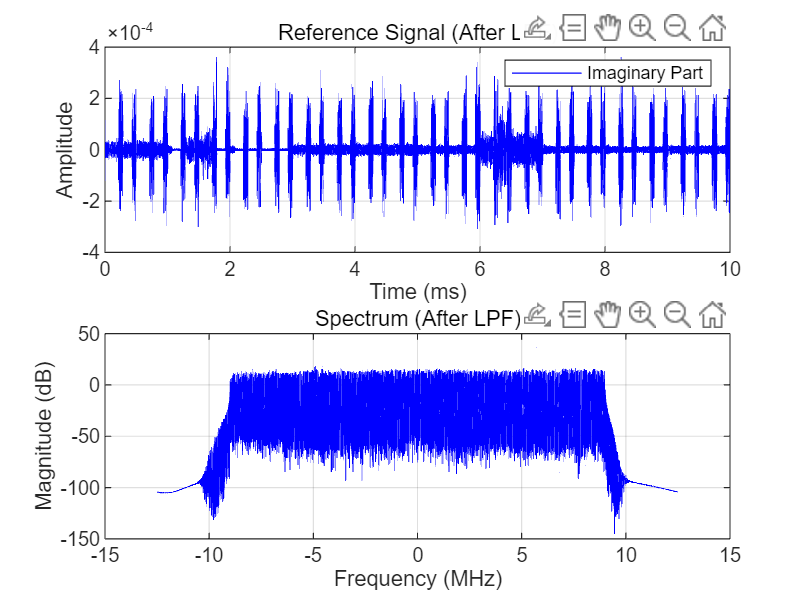 ×10-4
Reference Signal (After L
Imaginary Part
Amplitude
4
2
0
-2
-4
0 2 4 6 8 10
Time (ms)
Spectrum (After LPF)
Magnitude (dB)
50
0
-50
-100
-150
-15 -10 -5 0 5 10 15
Frequency (MHz)